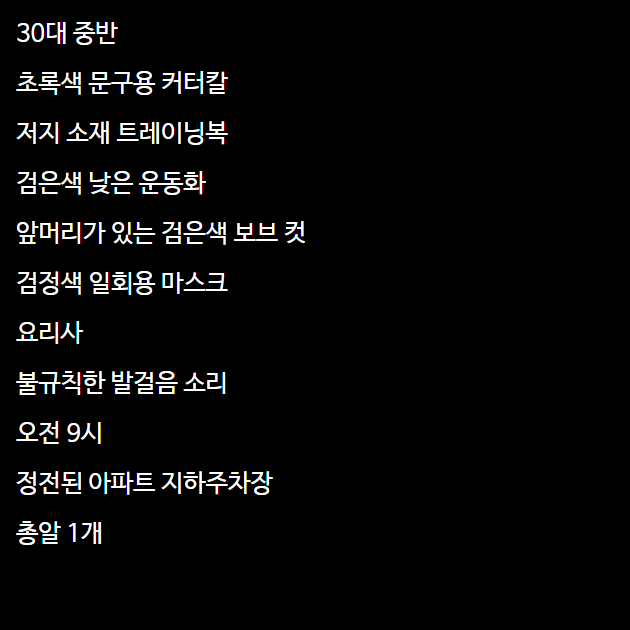 30대 중반
초록색 문구용 커터칼
저지 소재 트레이닝복
검은색 낮은 운동화
앞머리가 있는 검은색 보브 컷
검정색 일회용 마스크
요리사
불규칙한 발걸음 소리
오전 9시
정전된 아파트 지하주차장
총알 1개